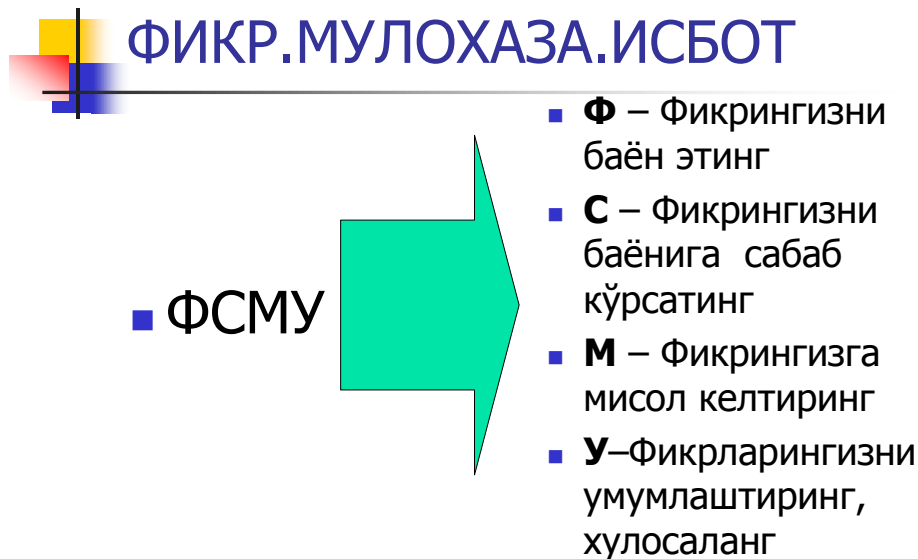 ФИКР.МУЛОХАЗА.ИСБОТ
ФСМУ
Ф – Фикрингизни
баён этинг
С – Фикрингизни
баёнига сабаб
кўрсатинг
М – Фикрингизга
мисол келтиринг
У–Фикрларингизни
умумлаштиринг,
хулосаланг